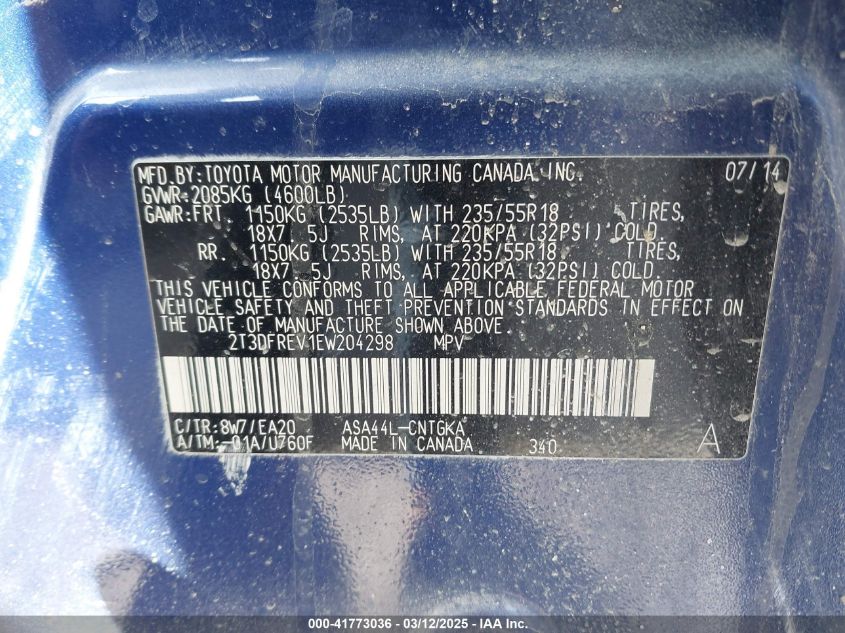 MFD.BY:TOYOTA MOTOR MANUFACTURING CANADA INC. 07/14
GVWR:2085KG (4600LB)
GAWR:FRT. 1150KG (2535LB) WITH 235/55R18 TIRES,
18X7.5J RIMS, AT 220KPA (32PSI) COLD.
RR. 1150KG (2535LB) WITH 235/55R18 TIRES,
18X7.5J RIMS, AT 220KPA (32PSI) COLD.
THIS VEHICLE CONFORMS TO ALL APPLICABLE FEDERAL MOTOR
VEHICLE SAFETY AND THEFT PREVENTION STANDARDS IN EFFECT ON
THE DATE OF MANUFACTURE SHOWN ABOVE.
2T3DFREV1EW204298 MPV
C/TR:8W7/EA20 ASA44L-CNTGKA
A/TM:-01A/U760F MADE IN CANADA 340 A
000-41773036 - 03/12/2025 - IAA Inc.